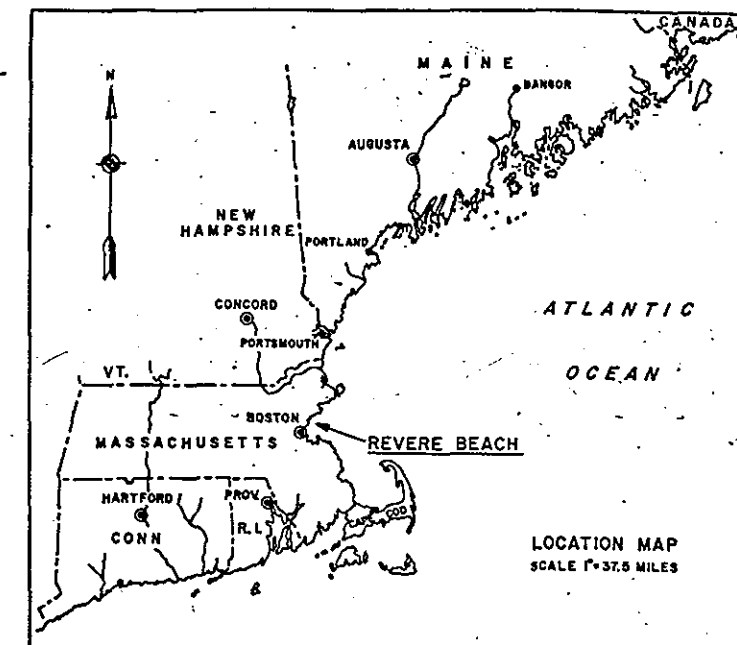 CANADA
MAINE
N
BANGOR
AUGUSTA
NEW
HAMPSHIRE
PORTLAND
CONCORD
ATLANTIC
PORTSMOUTH
OCEAN
VT.
BOSTON
MASSACHUSETTS
REVERE BEACH
HARTFORD
PROV.
CAPE COD
R.I.
CONN
LOCATION MAP
SCALE 1"=37.5 MILES